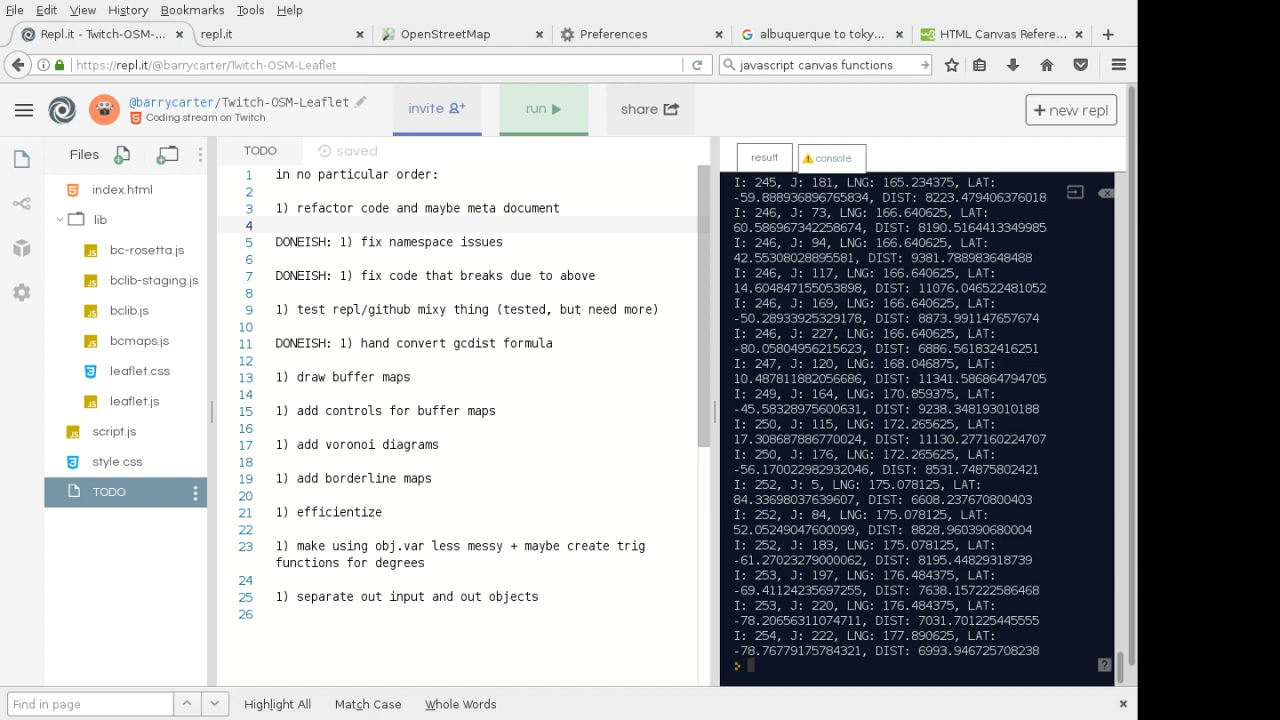 File Edit View History Bookmarks Tools Help
Repl.it - Twitch-OSM-... × repl.it × OpenStreetMap × Preferences × albuquerque to toky... × HTML Canvas Refere... × +
https://repl.it/@barrycarter/Twitch-OSM-Leaflet javascript canvas functions
@barrycarter/Twitch-OSM-Leaflet
Coding stream on Twitch
invite run share + new repl
Files
index.html
lib
bc-rosetta.js
bclib-staging.js
bclib.js
bcmaps.js
leaflet.css
leaflet.js
script.js
style.css
TODO
TODO saved
1 in no particular order:
2
3 1) refactor code and maybe meta document
4
5 DONEISH: 1) fix namespace issues
6
7 DONEISH: 1) fix code that breaks due to above
8
9 1) test repl/github mixy thing (tested, but need more)
10
11 DONEISH: 1) hand convert gcdist formula
12
13 1) draw buffer maps
14
15 1) add controls for buffer maps
16
17 1) add voronoi diagrams
18
19 1) add borderline maps
20
21 1) efficientize
22
23 1) make using obj.var less messy + maybe create trig
functions for degrees
24
25 1) separate out input and out objects
26
result console
I: 245, J: 181, LNG: 165.234375, LAT:
-59.888936896765834, DIST: 8223.479406376018
I: 246, J: 73, LNG: 166.640625, LAT:
60.586967342258674, DIST: 8190.5164413349985
I: 246, J: 94, LNG: 166.640625, LAT:
42.55308028895581, DIST: 9381.788983648488
I: 246, J: 117, LNG: 166.640625, LAT:
14.604847155053898, DIST: 11076.046522481052
I: 246, J: 169, LNG: 166.640625, LAT:
-50.28933925329178, DIST: 8873.991147657674
I: 246, J: 227, LNG: 166.640625, LAT:
-80.05804956215623, DIST: 6886.561832416251
I: 247, J: 120, LNG: 168.046875, LAT:
10.487811882056686, DIST: 11341.586864794705
I: 249, J: 164, LNG: 170.859375, LAT:
-45.58328975600631, DIST: 9238.348193010188
I: 250, J: 115, LNG: 172.265625, LAT:
17.308687886770024, DIST: 11130.277160224707
I: 250, J: 176, LNG: 172.265625, LAT:
-56.170022982932046, DIST: 8531.74875802421
I: 252, J: 5, LNG: 175.078125, LAT:
84.33698037639607, DIST: 6608.237670800403
I: 252, J: 84, LNG: 175.078125, LAT:
52.05249047600099, DIST: 8828.960390680004
I: 252, J: 183, LNG: 175.078125, LAT:
-61.27023279000062, DIST: 8195.44829318739
I: 253, J: 197, LNG: 176.484375, LAT:
-69.41124235697255, DIST: 7638.157222586468
I: 253, J: 220, LNG: 176.484375, LAT:
-78.20656311074711, DIST: 7031.701225445555
I: 254, J: 222, LNG: 177.890625, LAT:
-78.76779175784321, DIST: 6993.946725708238
>
?
Find in page Highlight All Match Case Whole Words ×